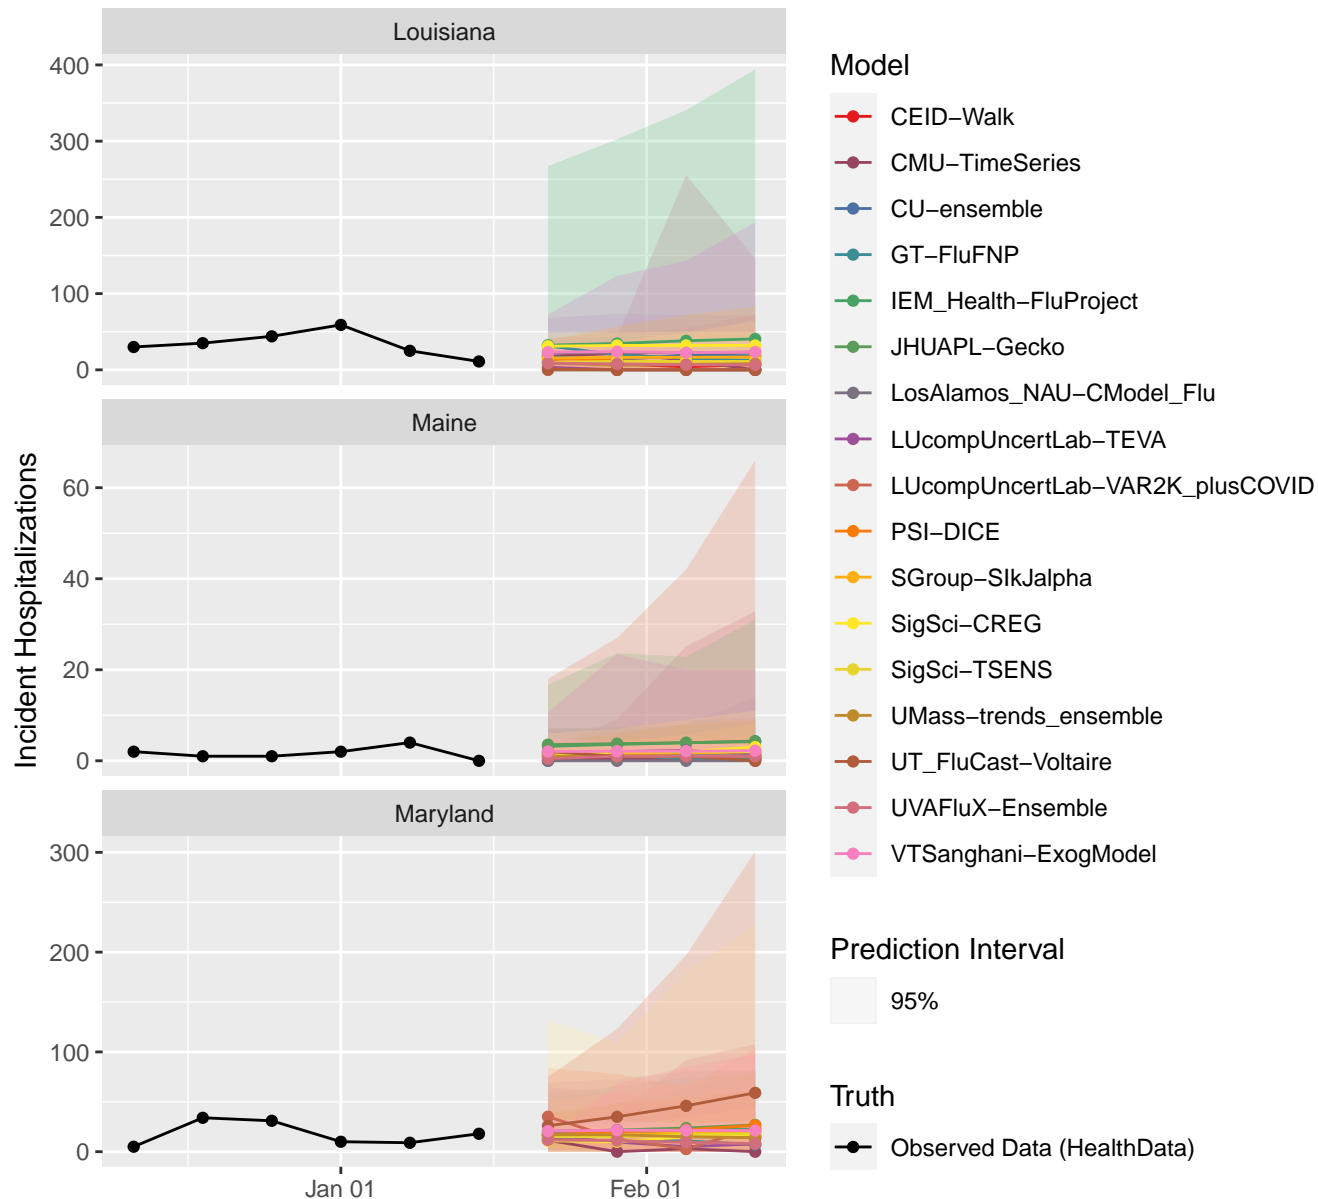 Louisiana
400
300
200
100
0
Maine
60
40
20
0
Maryland
300
200
100
0
Jan 01
Feb 01
Incident Hospitalizations
Model
CEID−Walk
CMU−TimeSeries
CU−ensemble
GT−FluFNP
IEM_Health−FluProject
JHUAPL−Gecko
LosAlamos_NAU−CModel_Flu
LUcompUncertLab−TEVA
LUcompUncertLab−VAR2K_plusCOVID
PSI−DICE
SGroup−SIkJalpha
SigSci−CREG
SigSci−TSENS
UMass−trends_ensemble
UT_FluCast−Voltaire
UVAFluX−Ensemble
VTSanghani−ExogModel
Prediction Interval
95%
Truth
Observed Data (HealthData)